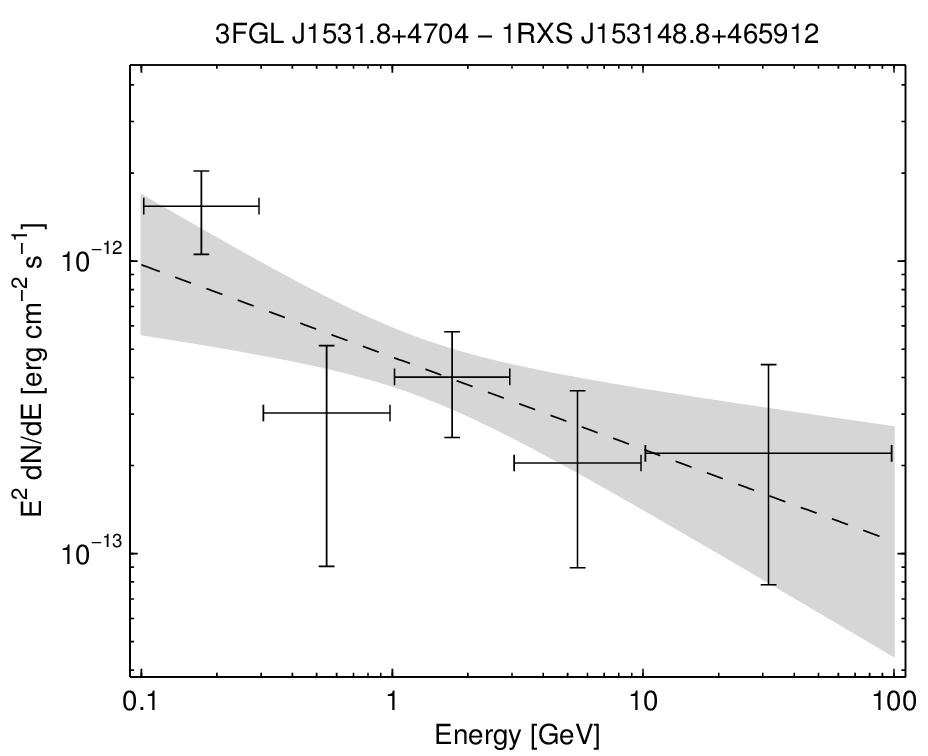 3FGL J1531.8+4704 − 1RXS J153148.8+465912
E² dN/dE [erg cm⁻² s⁻¹]
10⁻¹²
10⁻¹³
0.1 1 10 100
Energy [GeV]